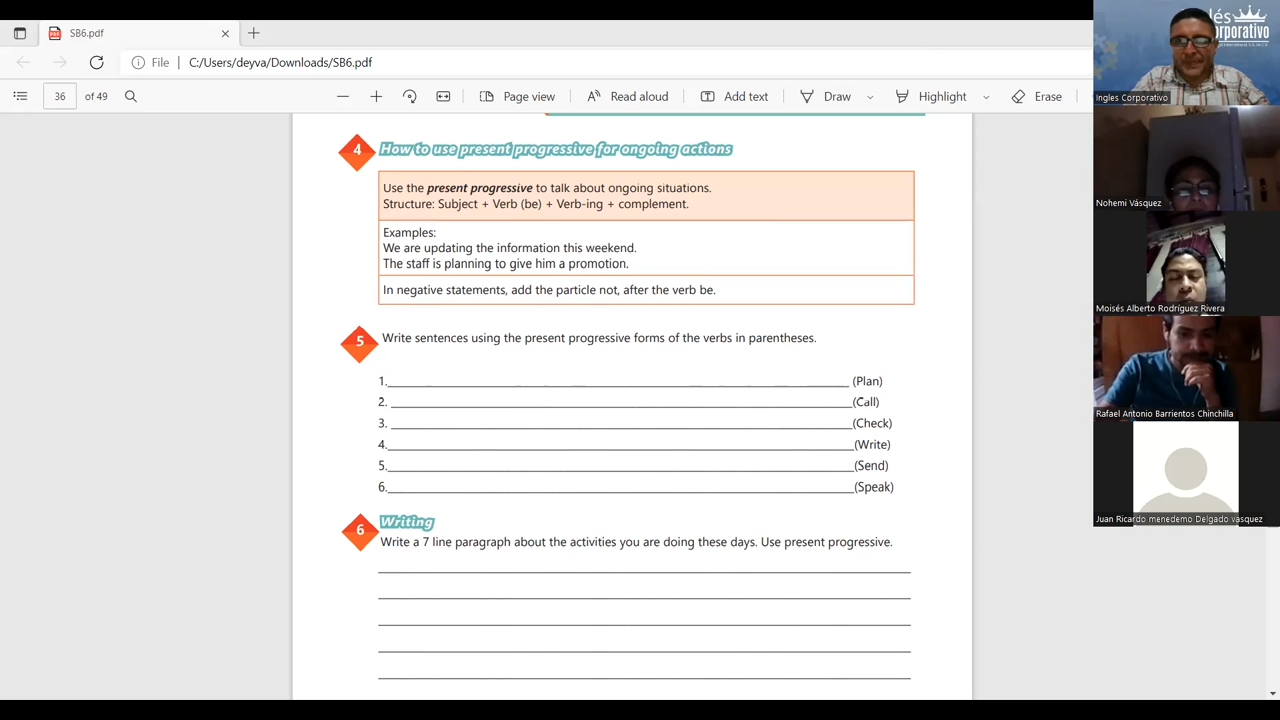 SB6.pdf
File
C:/Users/deyva/Downloads/SB6.pdf
36 of 49
Page view
Read aloud
Add text
Draw
Highlight
Erase
4 How to use present progressive for ongoing actions
Use the present progressive to talk about ongoing situations.
Structure: Subject + Verb (be) + Verb-ing + complement.
Examples:
We are updating the information this weekend.
The staff is planning to give him a promotion.
In negative statements, add the particle not, after the verb be.
5 Write sentences using the present progressive forms of the verbs in parentheses.
1. (Plan)
2. (Call)
3. (Check)
4. (Write)
5. (Send)
6. (Speak)
6 Writing
Write a 7 line paragraph about the activities you are doing these days. Use present progressive.
Ingles Corporativo
Nohemi Vásquez
Moisés Alberto Rodríguez Rivera
Rafael Antonio Barrientos Chinchilla
Juan Ricardo menedemo Delgado vasquez